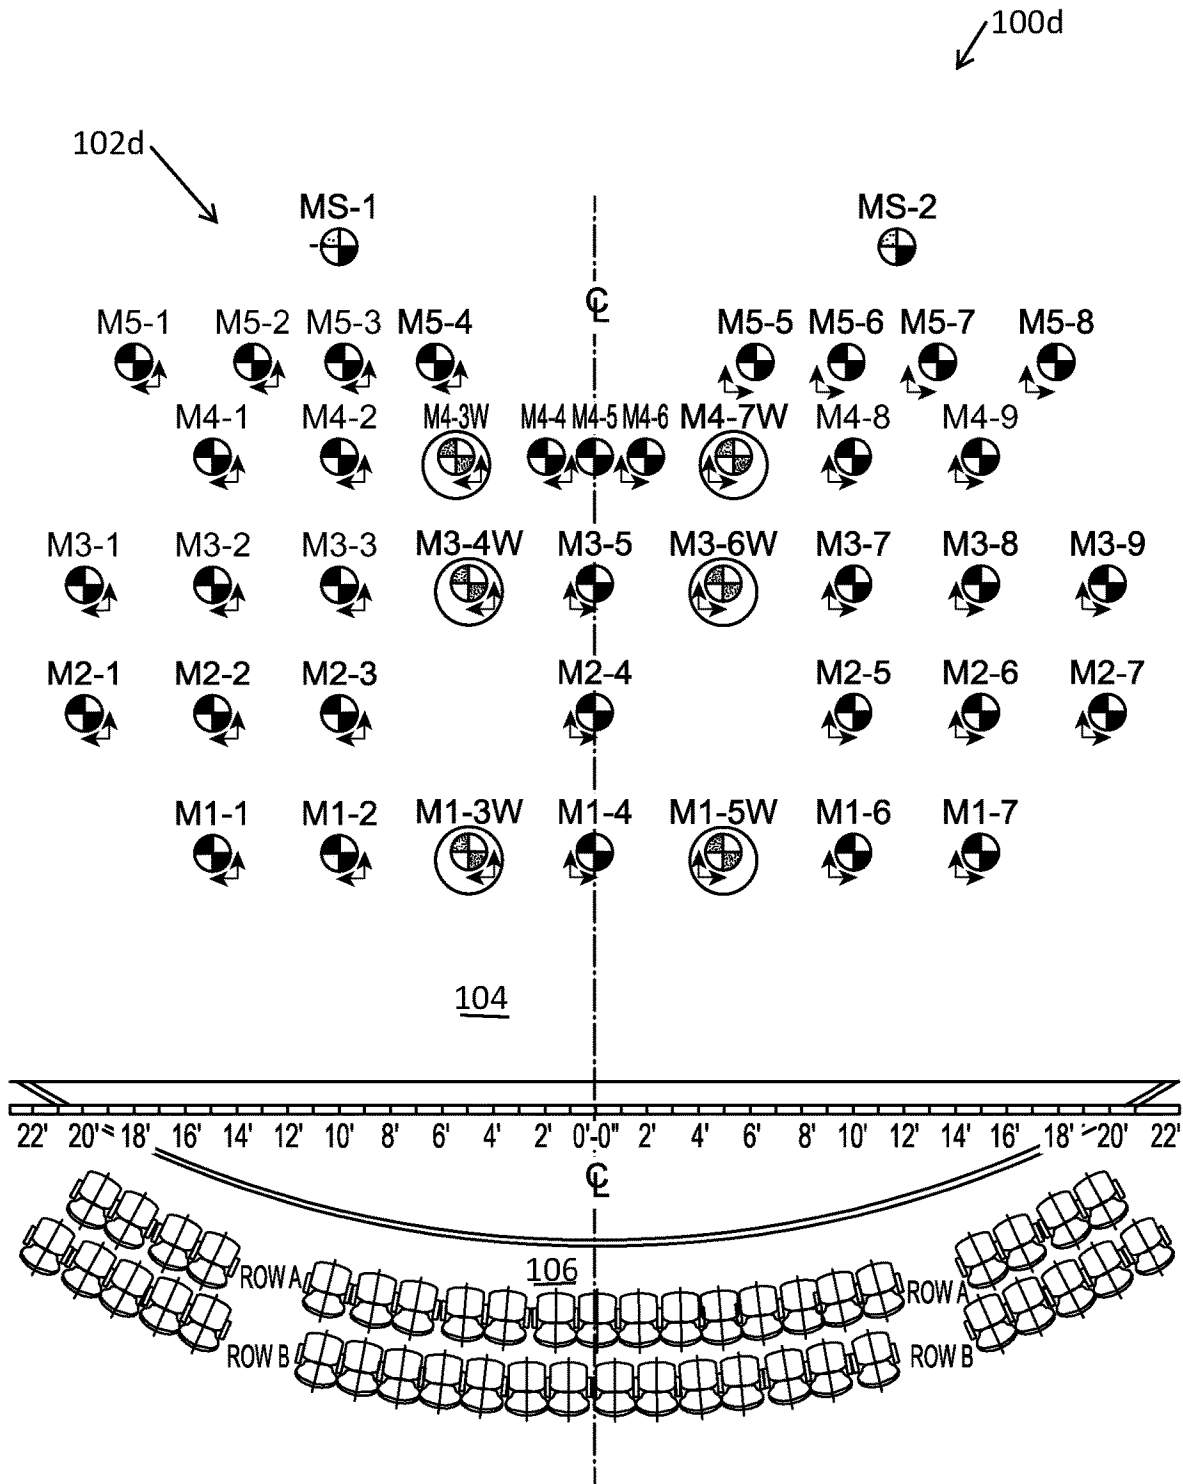 100d
102d
MS-1 MS-2
℄
M5-1 M5-2 M5-3 M5-4 M5-5 M5-6 M5-7 M5-8
M4-1 M4-2 M4-3W M4-4 M4-5 M4-6 M4-7W M4-8 M4-9
M3-1 M3-2 M3-3 M3-4W M3-5 M3-6W M3-7 M3-8 M3-9
M2-1 M2-2 M2-3 M2-4 M2-5 M2-6 M2-7
M1-1 M1-2 M1-3W M1-4 M1-5W M1-6 M1-7
104
22' 20' 18' 16' 14' 12' 10' 8' 6' 4' 2' 0'-0" 2' 4' 6' 8' 10' 12' 14' 16' 18' 20' 22'
℄
106
ROW A ROW A
ROW B ROW B